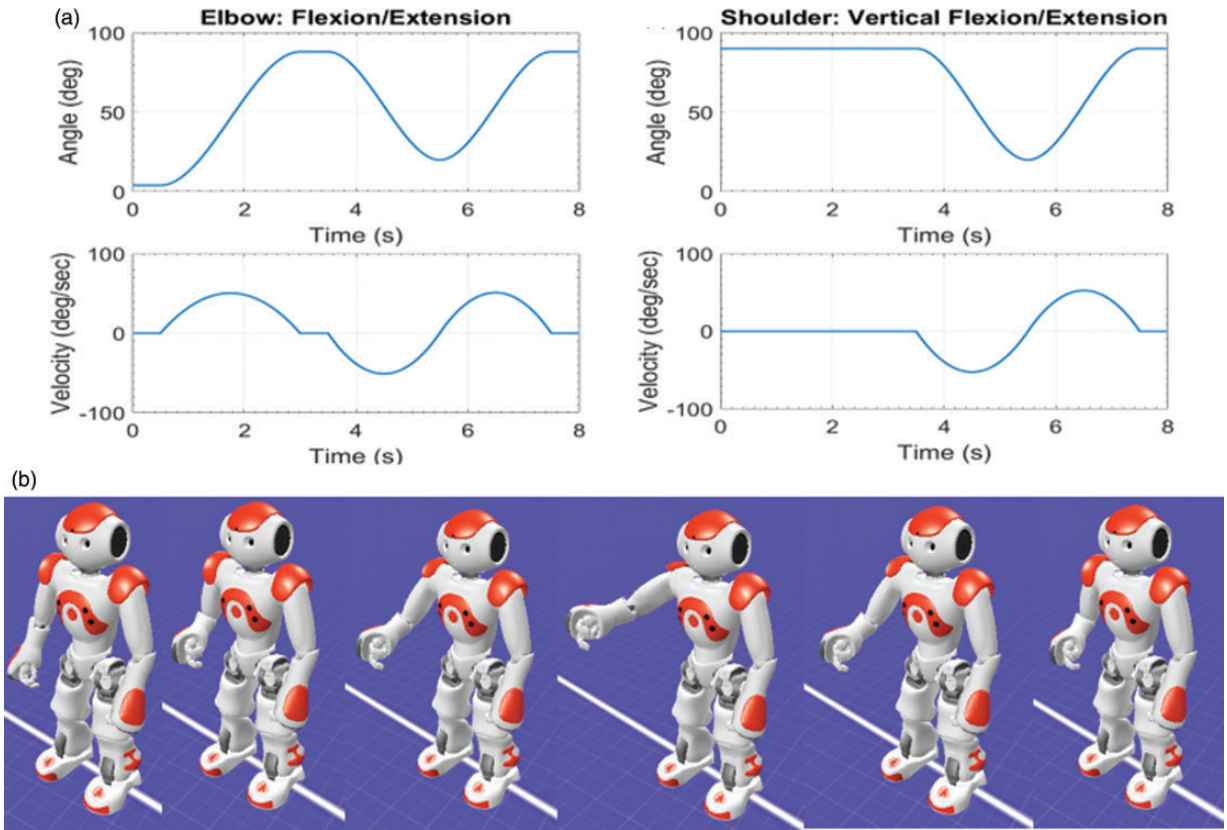 (a)
Elbow: Flexion/Extension
100
50
0
Angle (deg)
0 2 4 6 8
Time (s)
100
0
-100
Velocity (deg/sec)
0 2 4 6 8
Time (s)
Shoulder: Vertical Flexion/Extension
100
50
0
Angle (deg)
0 2 4 6 8
Time (s)
100
0
-100
Velocity (deg/sec)
0 2 4 6 8
Time (s)
(b)